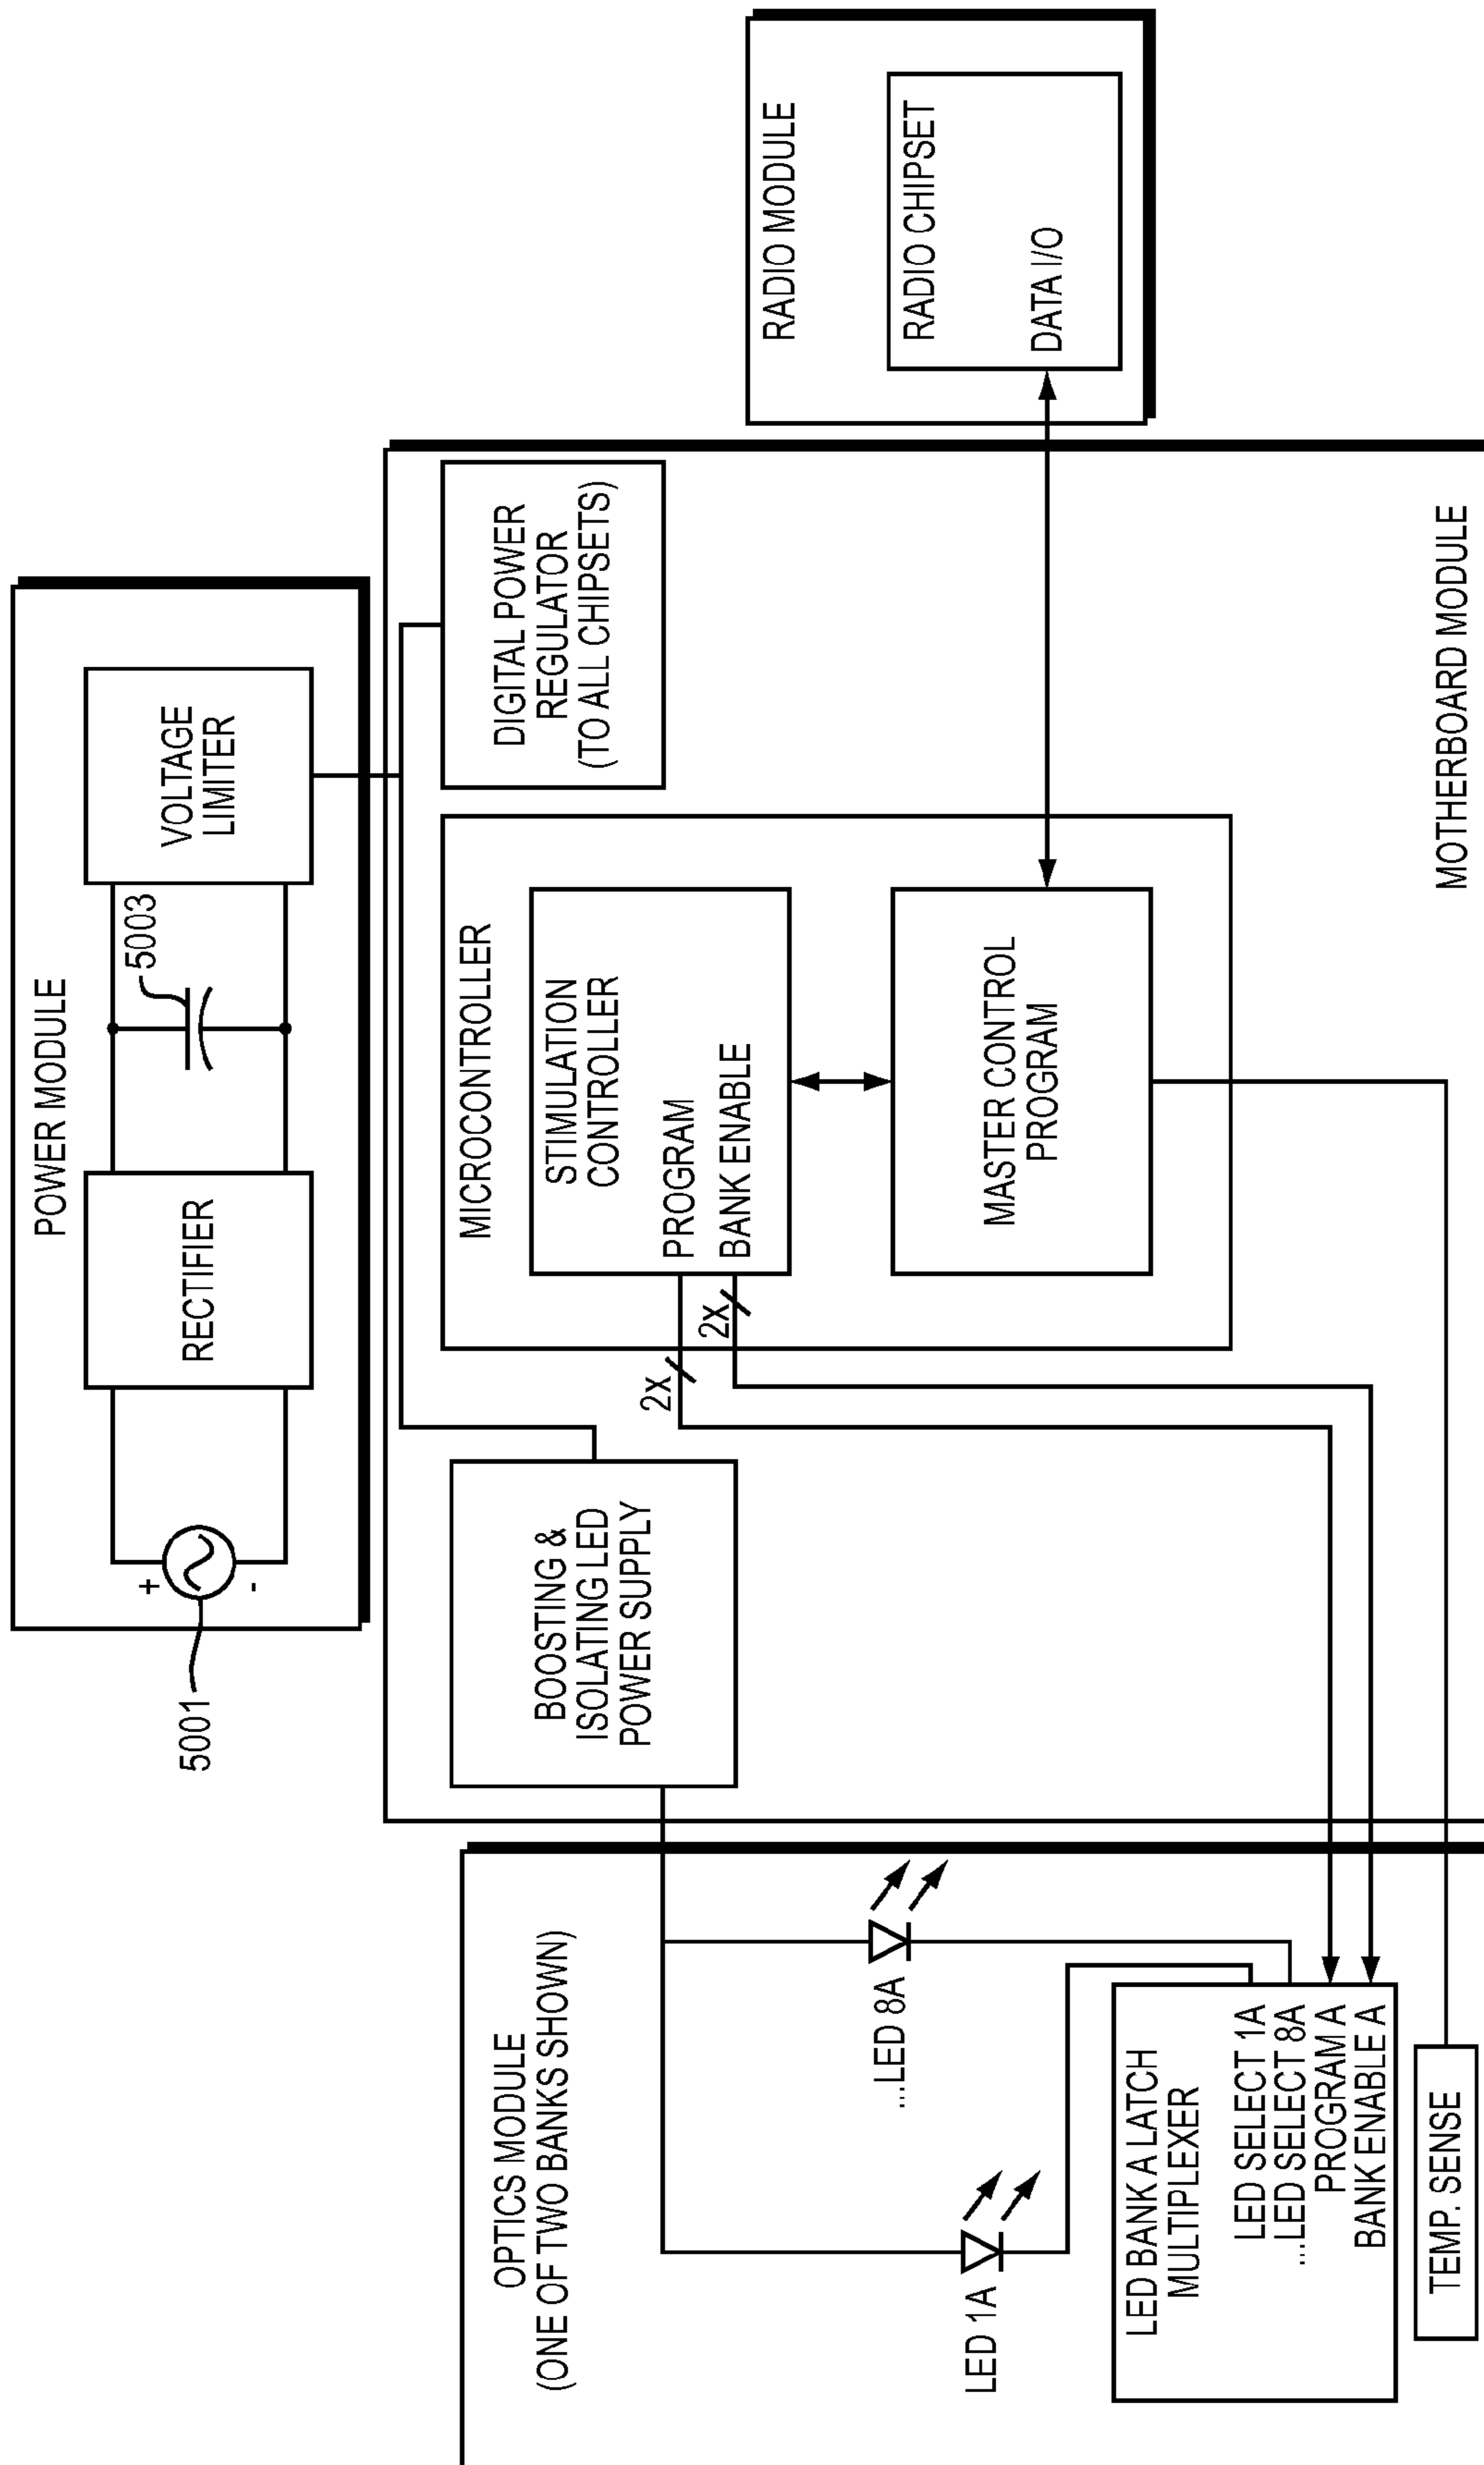 POWER MODULE
5001
+
-
RECTIFIER
5003
VOLTAGE
LIMITER
OPTICS MODULE
(ONE OF TWO BANKS SHOWN)
LED 1A
...LED 8A
LED BANK A LATCH
MULTIPLEXER
LED SELECT 1A
...LED SELECT 8A
PROGRAM A
BANK ENABLE A
TEMP. SENSE
BOOSTING &
ISOLATING LED
POWER SUPPLY
2X
2X
MICROCONTROLLER
STIMULATION
CONTROLLER
PROGRAM
BANK ENABLE
MASTER CONTROL
PROGRAM
DIGITAL POWER
REGULATOR
(TO ALL CHIPSETS)
MOTHERBOARD MODULE
RADIO MODULE
RADIO CHIPSET
DATA I/O